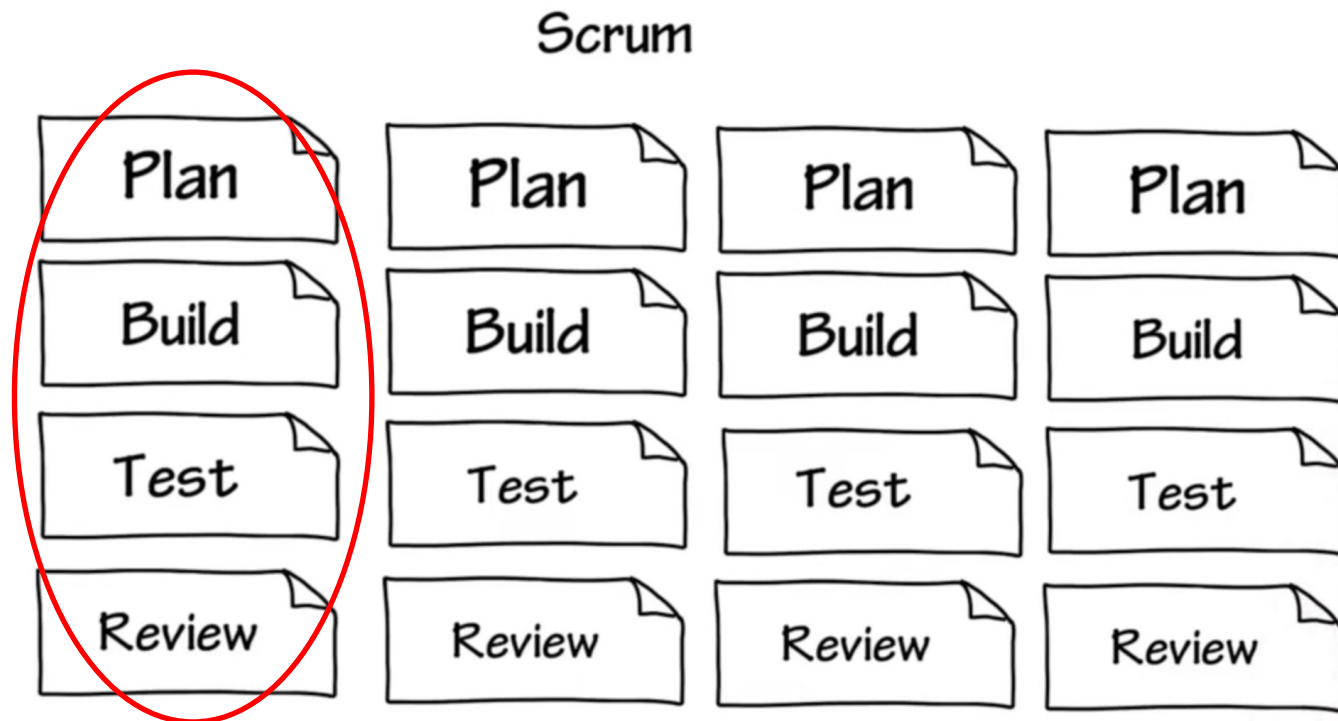 Scrum
Plan Plan Plan Plan
Build Build Build Build
Test Test Test Test
Review Review Review Review